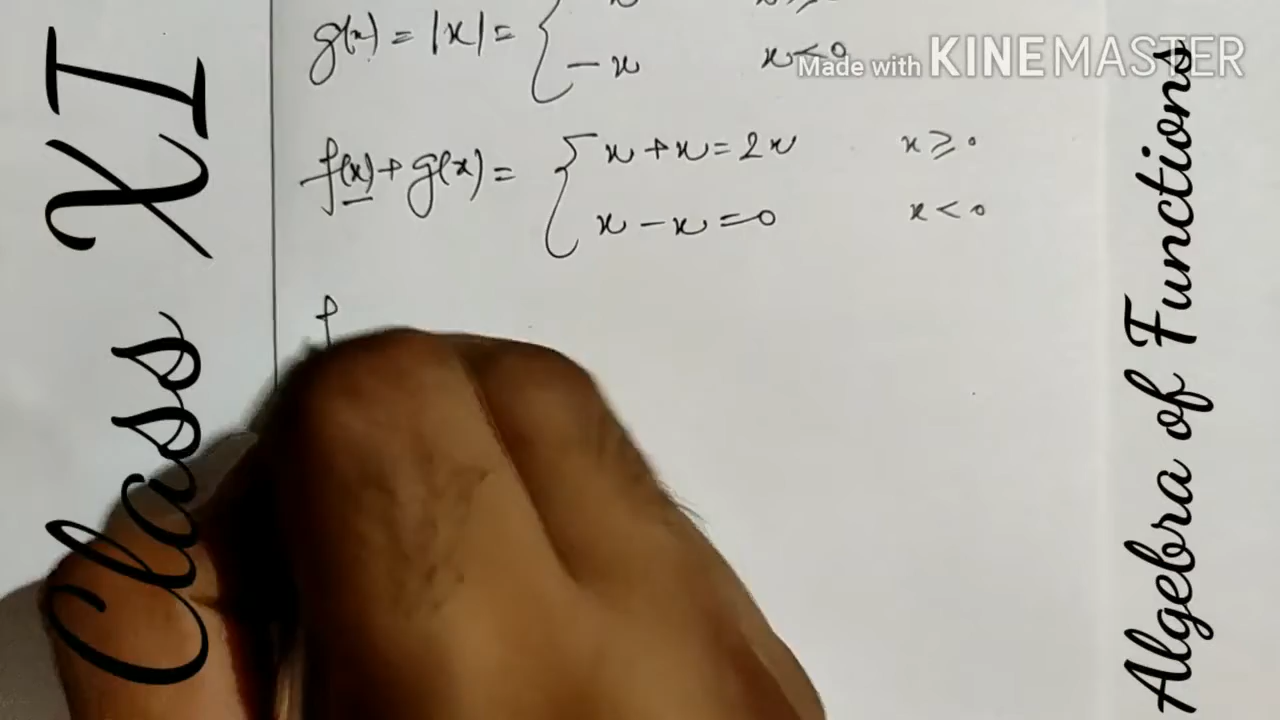 Class XI
g(x) = |x| = { x
-x x<0
Made with KINEMASTER
f(x)+g(x) = { x+x=2x x≥0
x-x=0 x<0
f
Algebra of Functions